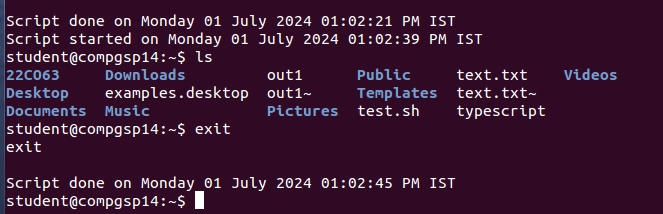 Script done on Monday 01 July 2024 01:02:21 PM IST
Script started on Monday 01 July 2024 01:02:39 PM IST
student@compgsp14:~$ ls
22CO63     Downloads         out1      Public     text.txt    Videos
Desktop    examples.desktop  out1~     Templates  text.txt~
Documents  Music             Pictures  test.sh    typescript
student@compgsp14:~$ exit
exit

Script done on Monday 01 July 2024 01:02:45 PM IST
student@compgsp14:~$